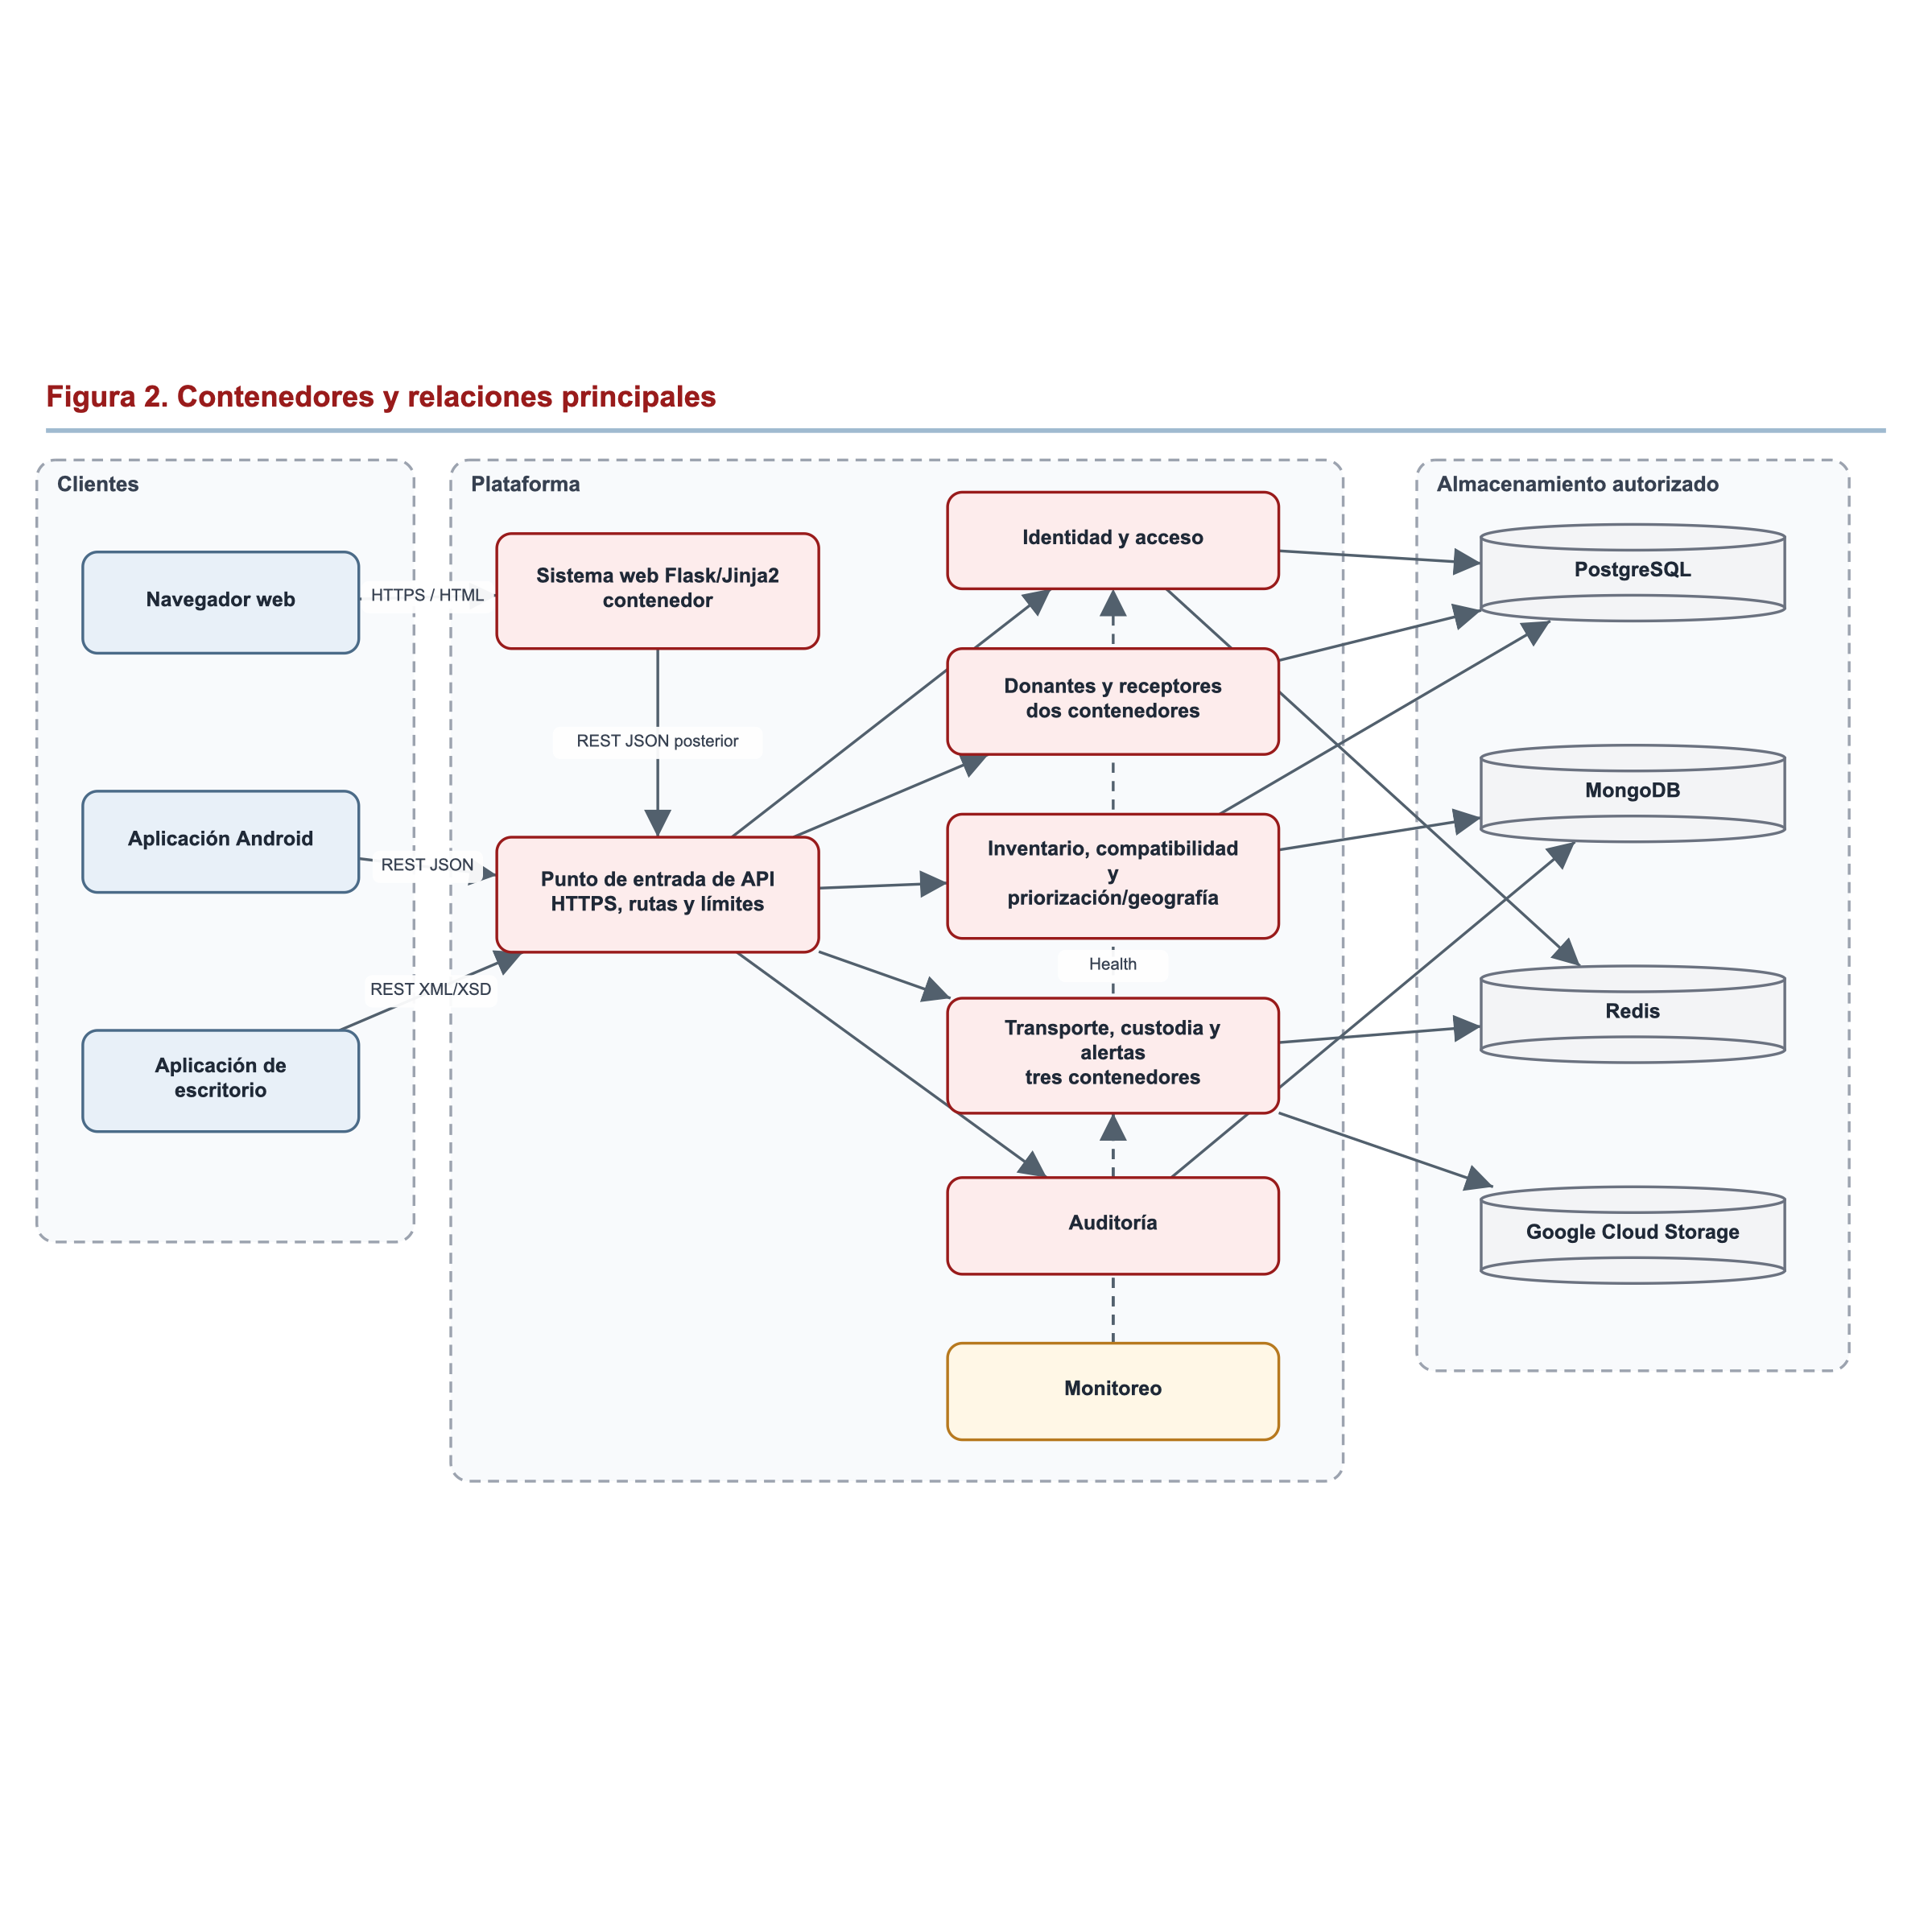 Figura 2. Contenedores y relaciones principales
Clientes
Navegador web
Aplicación Android
Aplicación de
escritorio
HTTPS / HTML
REST JSON
REST XML/XSD
Plataforma
Sistema web Flask/Jinja2
contenedor
REST JSON posterior
Punto de entrada de API
HTTPS, rutas y límites
Identidad y acceso
Donantes y receptores
dos contenedores
Inventario, compatibilidad
y
priorización/geografía
Health
Transporte, custodia y
alertas
tres contenedores
Auditoría
Monitoreo
Almacenamiento autorizado
PostgreSQL
MongoDB
Redis
Google Cloud Storage